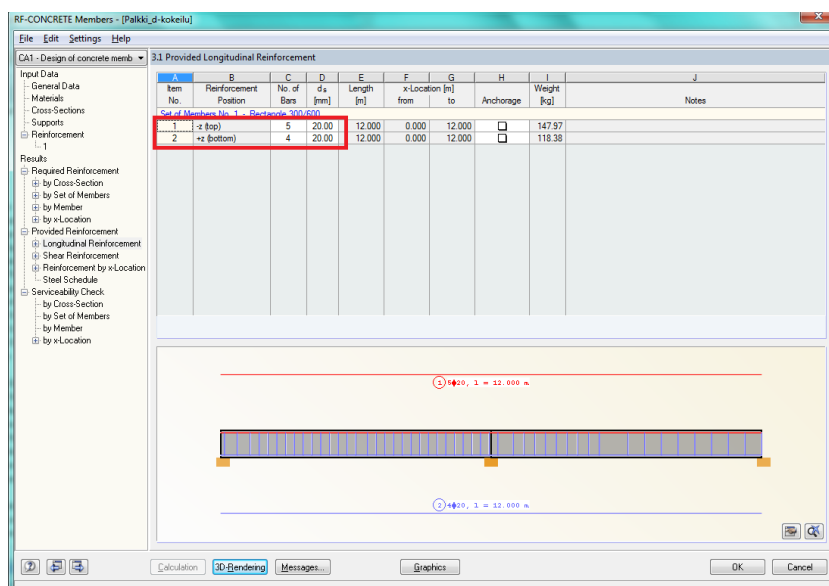 RF-CONCRETE Members - [Palkki_d-kokeilu]
File Edit Settings Help
CA1 - Design of concrete memb
3.1 Provided Longitudinal Reinforcement
Input Data
General Data
Materials
Cross-Sections
Supports
Reinforcement
1
Results
Required Reinforcement
by Cross-Section
by Set of Members
by Member
by x-Location
Provided Reinforcement
Longitudinal Reinforcement
Shear Reinforcement
Reinforcement by x-Location
Steel Schedule
Serviceability Check
by Cross-Section
by Set of Members
by Member
by x-Location
A B C D E F G H I J
Item Reinforcement No. of ds Length x-Location [m] Weight
No. Position Bars [mm] [m] from to Anchorage [kg] Notes
Set of Members No. 1 - Rectangle 300/600
1 -z (top) 5 20.00 12.000 0.000 12.000 147.97
2 +z (bottom) 4 20.00 12.000 0.000 12.000 118.38
1 5ϕ20, l = 12.000 m
2 4ϕ20, l = 12.000 m
Calculation 3D-Rendering Messages... Graphics OK Cancel